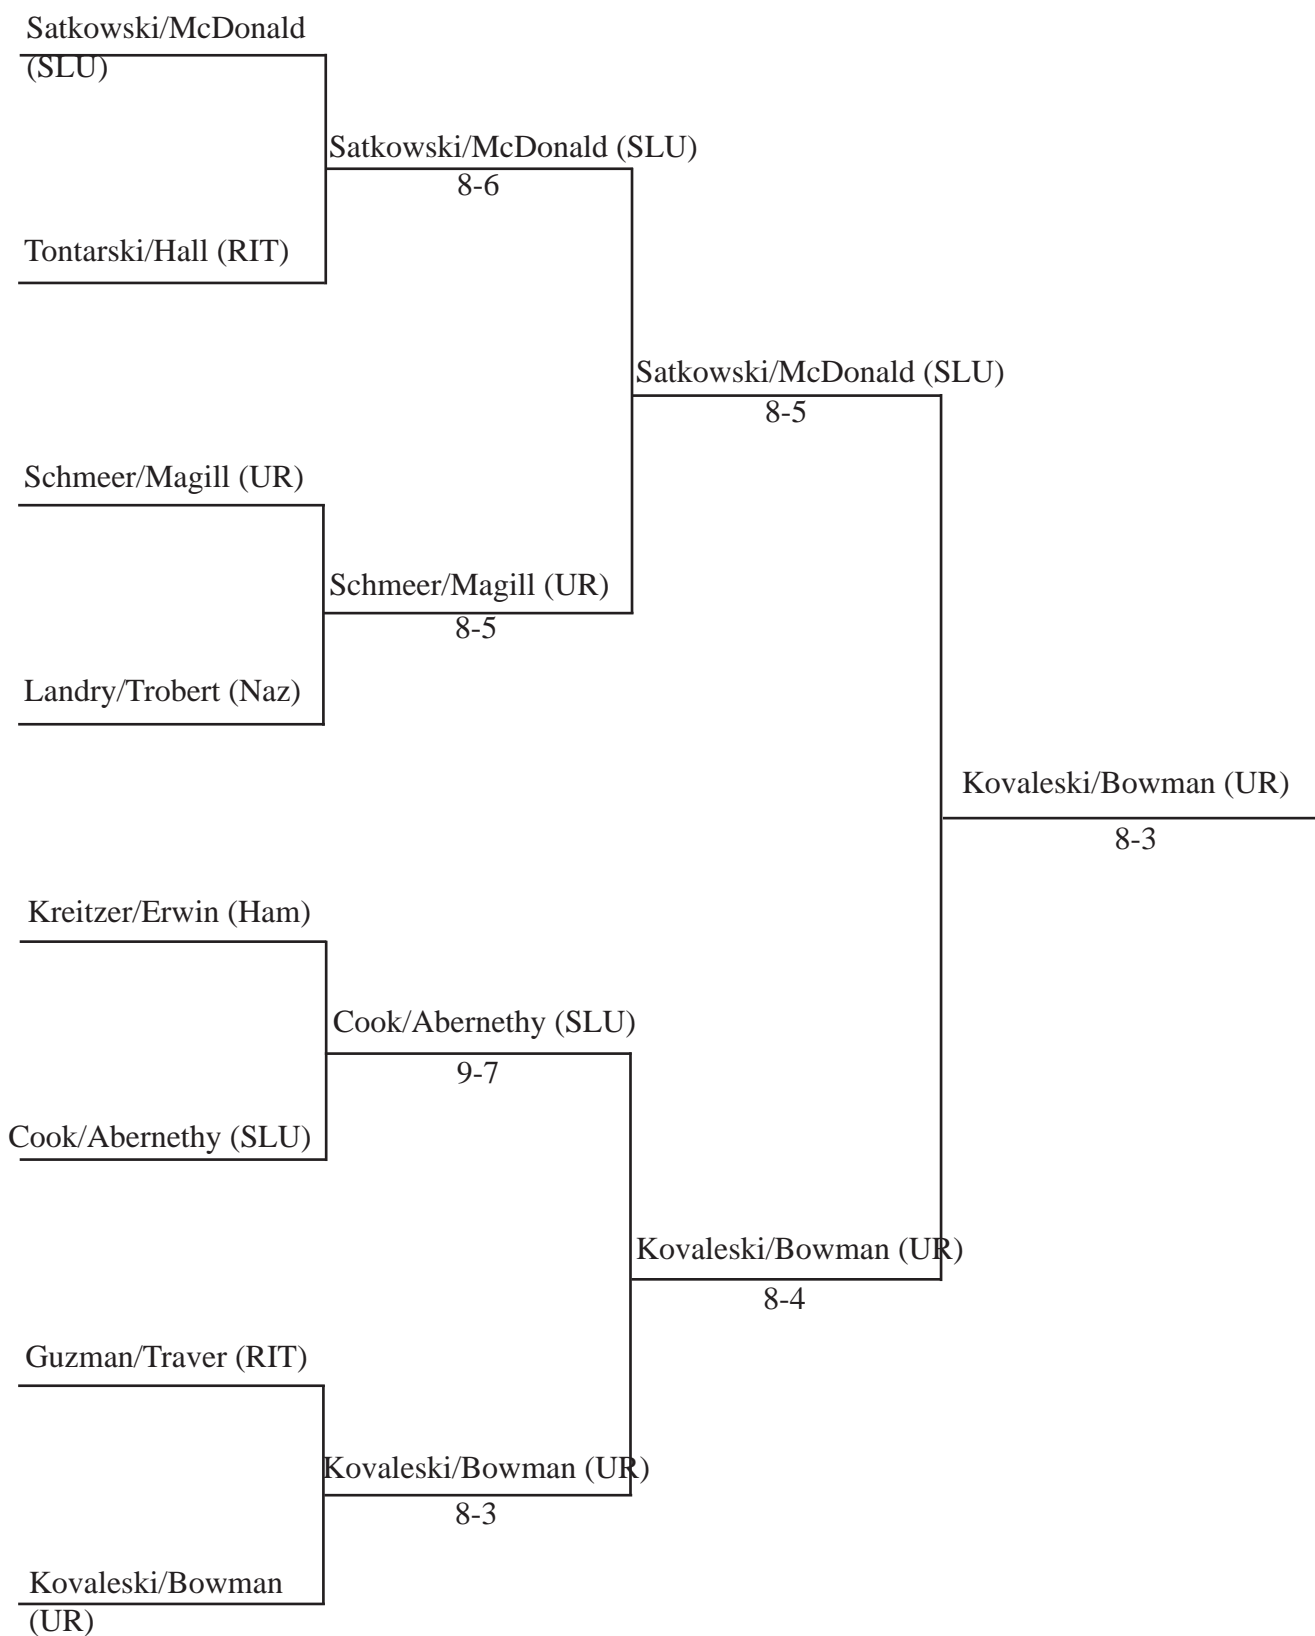 Satkowski/McDonald
(SLU)
Satkowski/McDonald (SLU)
8-6
Tontarski/Hall (RIT)
Satkowski/McDonald (SLU)
8-5
Schmeer/Magill (UR)
Schmeer/Magill (UR)
8-5
Landry/Trobert (Naz)
Kovaleski/Bowman (UR)
8-3
Kreitzer/Erwin (Ham)
Cook/Abernethy (SLU)
9-7
Cook/Abernethy (SLU)
Kovaleski/Bowman (UR)
8-4
Guzman/Traver (RIT)
Kovaleski/Bowman (UR)
8-3
Kovaleski/Bowman
(UR)